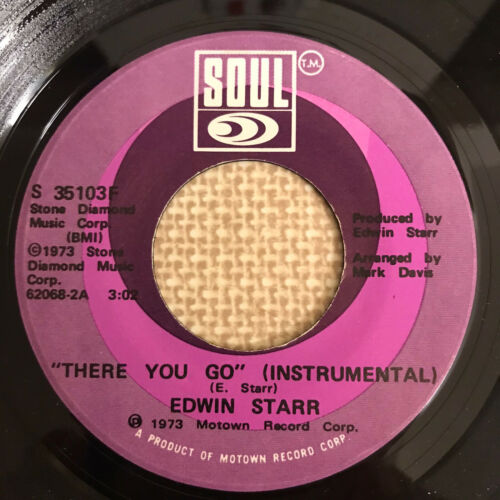 SOUL
T.M.
S 35103F
Stone Diamond
Music Corp.
(BMI)
©1973 Stone
Diamond Music
Corp.
62068-2A 3:02
Produced by
Edwin Starr
Arranged by
Mark Davis
"THERE YOU GO" (INSTRUMENTAL)
(E. Starr)
EDWIN STARR
℗ 1973 Motown Record Corp.
A PRODUCT OF MOTOWN RECORD CORP.